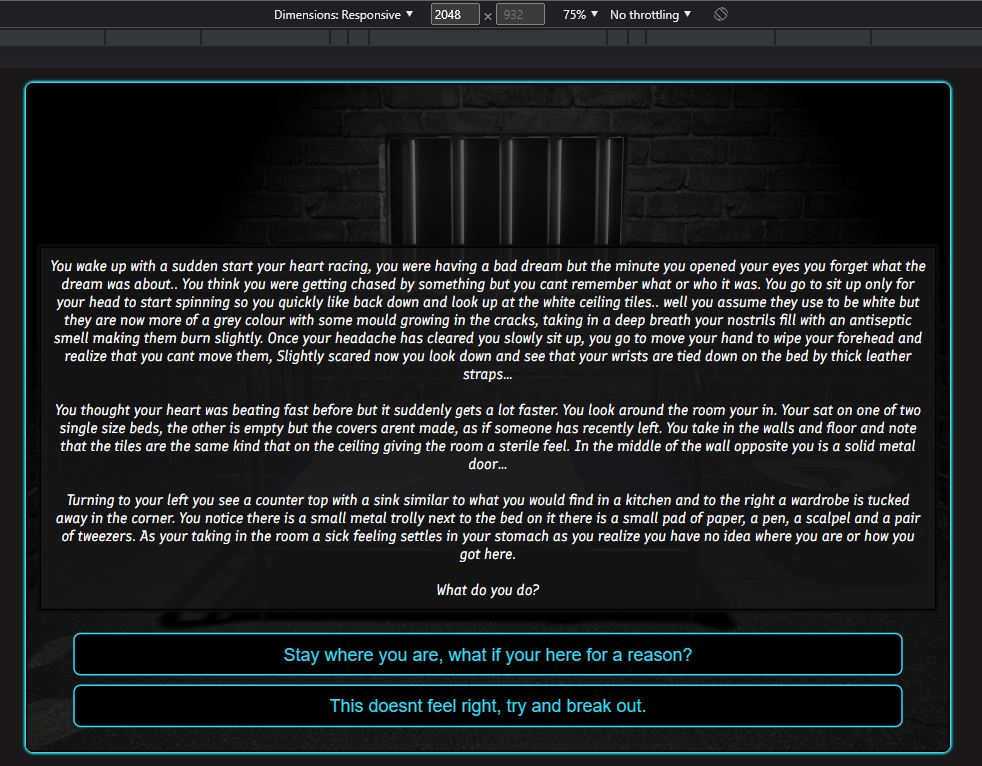 Dimensions: Responsive ▼ 2048 × 932 75% ▼ No throttling ▼
You wake up with a sudden start your heart racing, you were having a bad dream but the minute you opened your eyes you forget what the
dream was about.. You think you were getting chased by something but you cant remember what or who it was. You go to sit up only for
your head to start spinning so you quickly like back down and look up at the white ceiling tiles.. well you assume they use to be white but
they are now more of a grey colour with some mould growing in the cracks, taking in a deep breath your nostrils fill with an antiseptic
smell making them burn slightly. Once your headache has cleared you slowly sit up, you go to move your hand to wipe your forehead and
realize that you cant move them, Slightly scared now you look down and see that your wrists are tied down on the bed by thick leather
straps...
You thought your heart was beating fast before but it suddenly gets a lot faster. You look around the room your in. Your sat on one of two
single size beds, the other is empty but the covers arent made, as if someone has recently left. You take in the walls and floor and note
that the tiles are the same kind that on the ceiling giving the room a sterile feel. In the middle of the wall opposite you is a solid metal
door...
Turning to your left you see a counter top with a sink similar to what you would find in a kitchen and to the right a wardrobe is tucked
away in the corner. You notice there is a small metal trolly next to the bed on it there is a small pad of paper, a pen, a scalpel and a pair
of tweezers. As your taking in the room a sick feeling settles in your stomach as you realize you have no idea where you are or how you
got here.
What do you do?
Stay where you are, what if your here for a reason?
This doesnt feel right, try and break out.